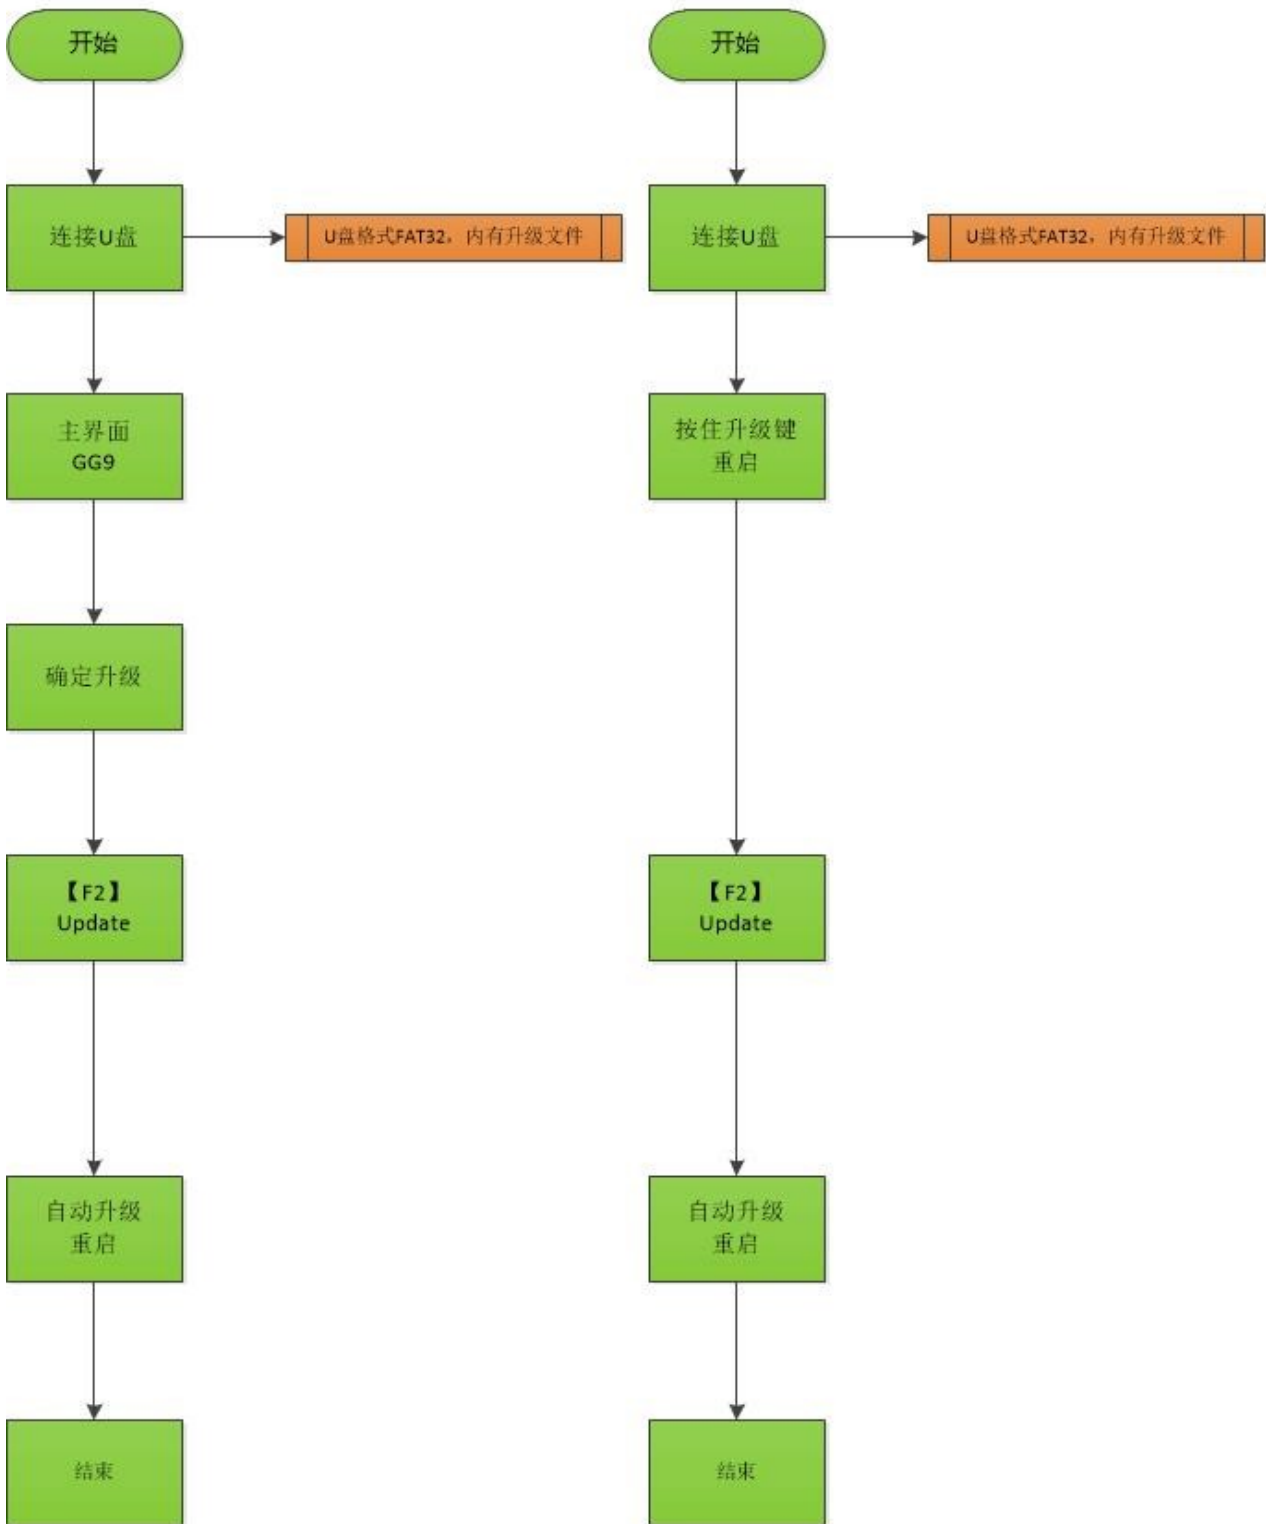 开始
连接U盘
U盘格式FAT32，内有升级文件
主界面
GG9
确定升级
【F2】
Update
自动升级
重启
结束
开始
连接U盘
U盘格式FAT32，内有升级文件
按住升级键
重启
【F2】
Update
自动升级
重启
结束